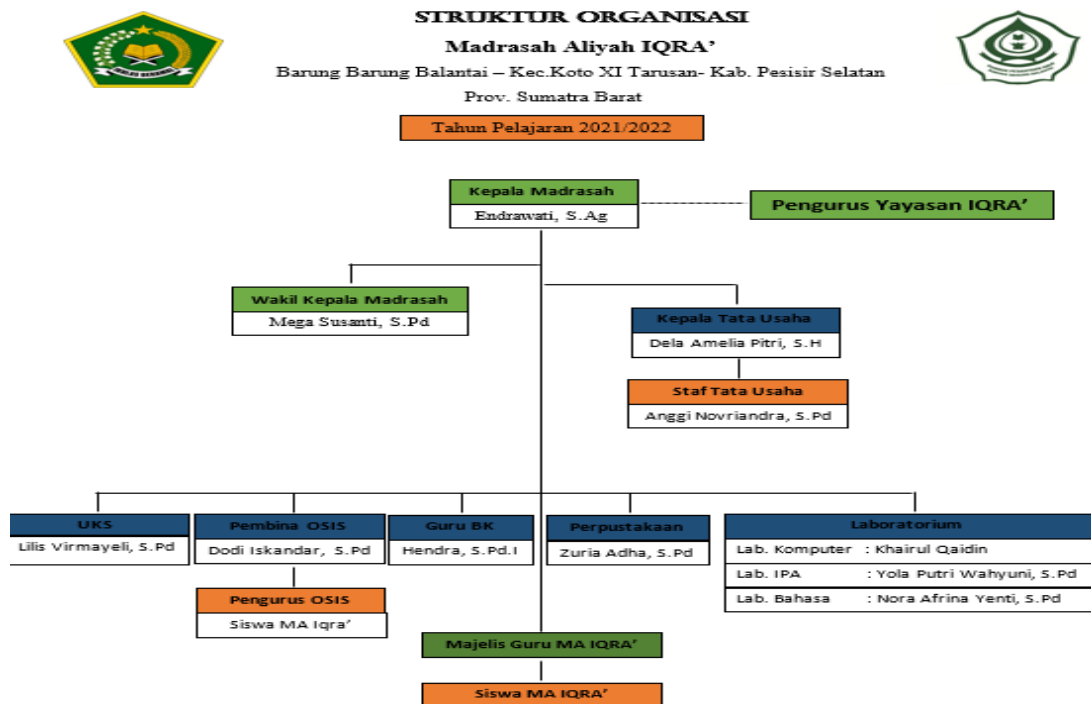 STRUKTUR ORGANISASI
Madrasah Aliyah IQRA’
Barung Barung Balantai – Kec.Koto XI Tarusan- Kab. Pesisir Selatan
Prov. Sumatra Barat
Tahun Pelajaran 2021/2022
Kepala Madrasah
Endrawati, S.Ag
Pengurus Yayasan IQRA’
Wakil Kepala Madrasah
Mega Susanti, S.Pd
Kepala Tata Usaha
Dela Amelia Pitri, S.H
Staf Tata Usaha
Anggi Novriandra, S.Pd
UKS
Lilis Virmayeli, S.Pd
Pembina OSIS
Dodi Iskandar, S.Pd
Guru BK
Hendra, S.Pd.I
Perpustakaan
Zuria Adha, S.Pd
Laboratorium
Lab. Komputer : Khairul Qaidin
Lab. IPA : Yola Putri Wahyuni, S.Pd
Lab. Bahasa : Nora Afrina Yenti, S.Pd
Pengurus OSIS
Siswa MA Iqra’
Majelis Guru MA IQRA’
Siswa MA IQRA’